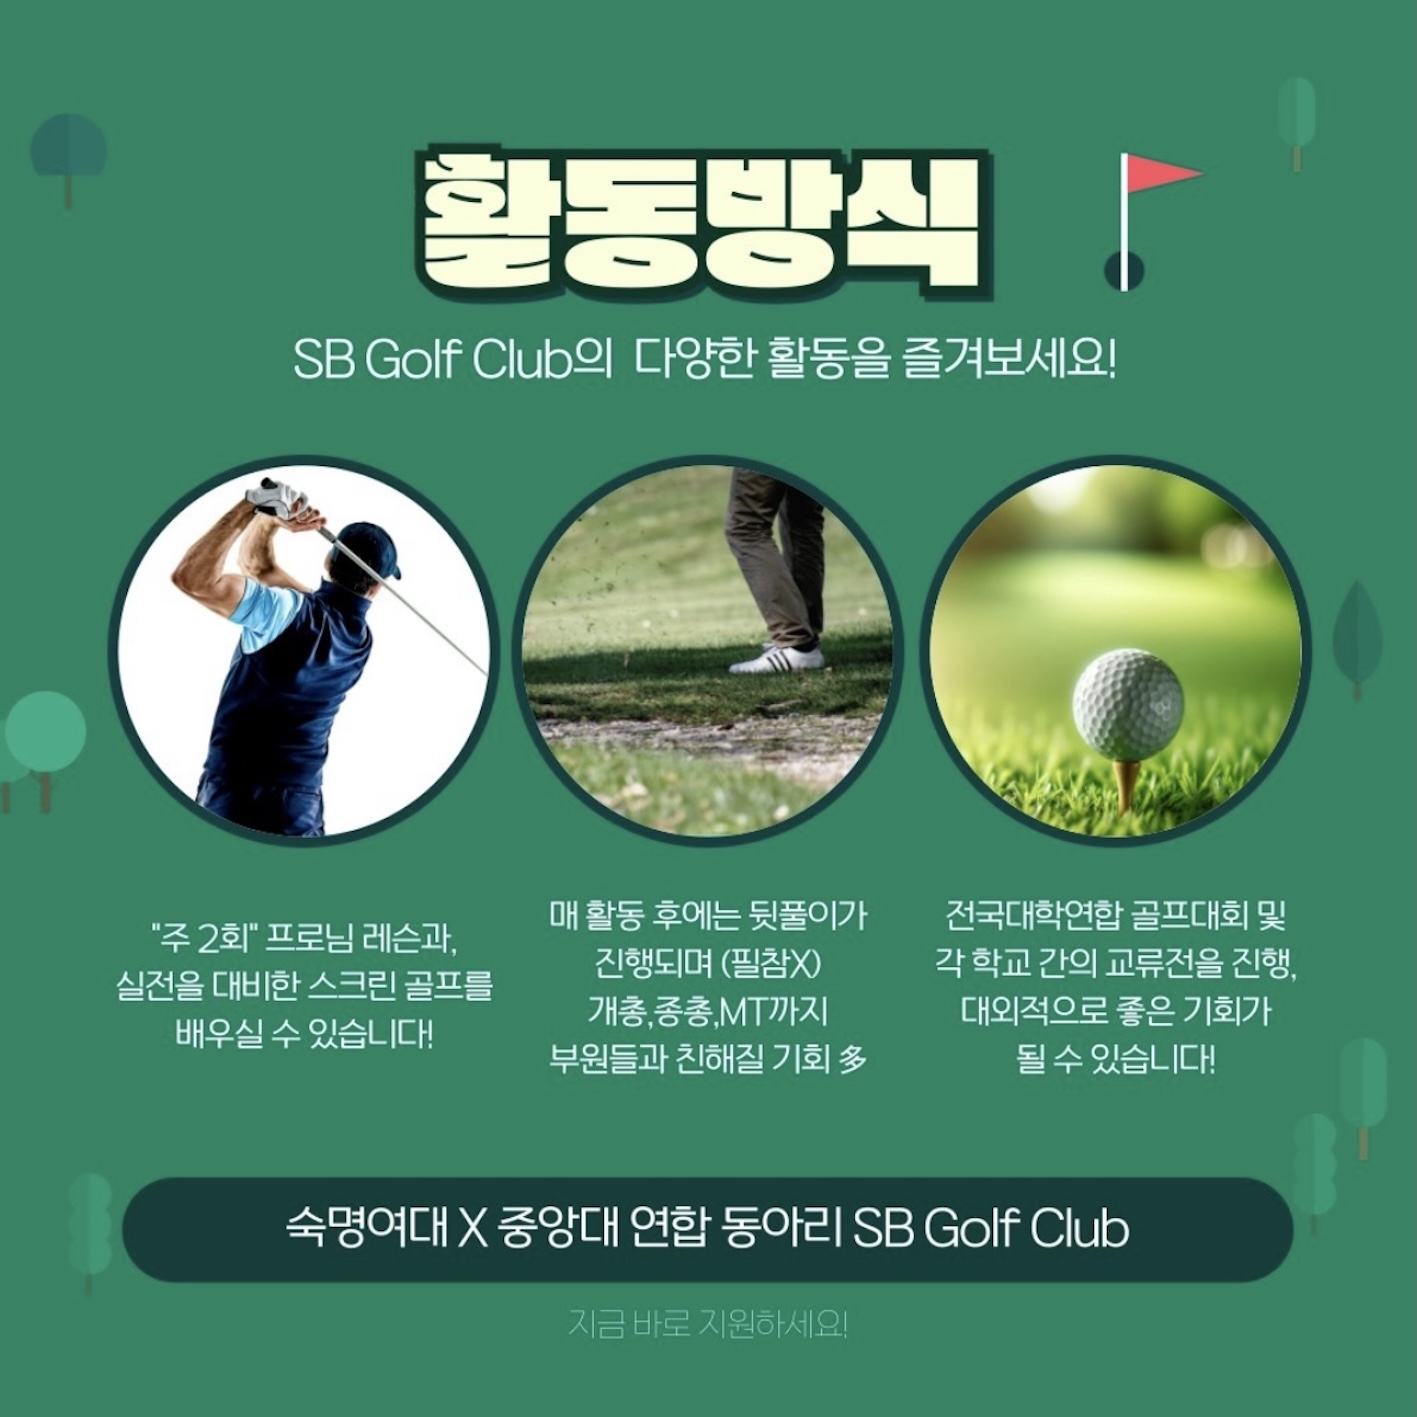 활동방식
SB Golf Club의 다양한 활동을 즐겨보세요!
"주 2회" 프로님 레슨과,
실전을 대비한 스크린 골프를
배우실 수 있습니다!
매 활동 후에는 뒷풀이가
진행되며 (필참X)
개총,종총,MT까지
부원들과 친해질 기회 多
전국대학연합 골프대회 및
각 학교 간의 교류전을 진행,
대외적으로 좋은 기회가
될 수 있습니다!
숙명여대 X 중앙대 연합 동아리 SB Golf Club
지금 바로 지원하세요!